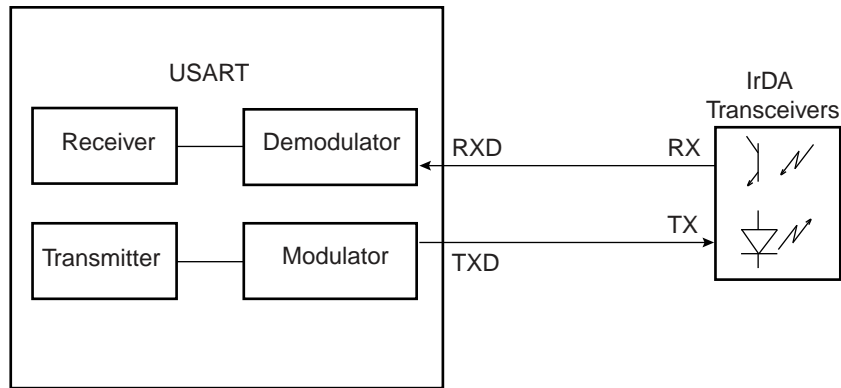 USART
IrDA
Transceivers
Receiver
Demodulator
RXD
RX
Transmitter
Modulator
TX
TXD